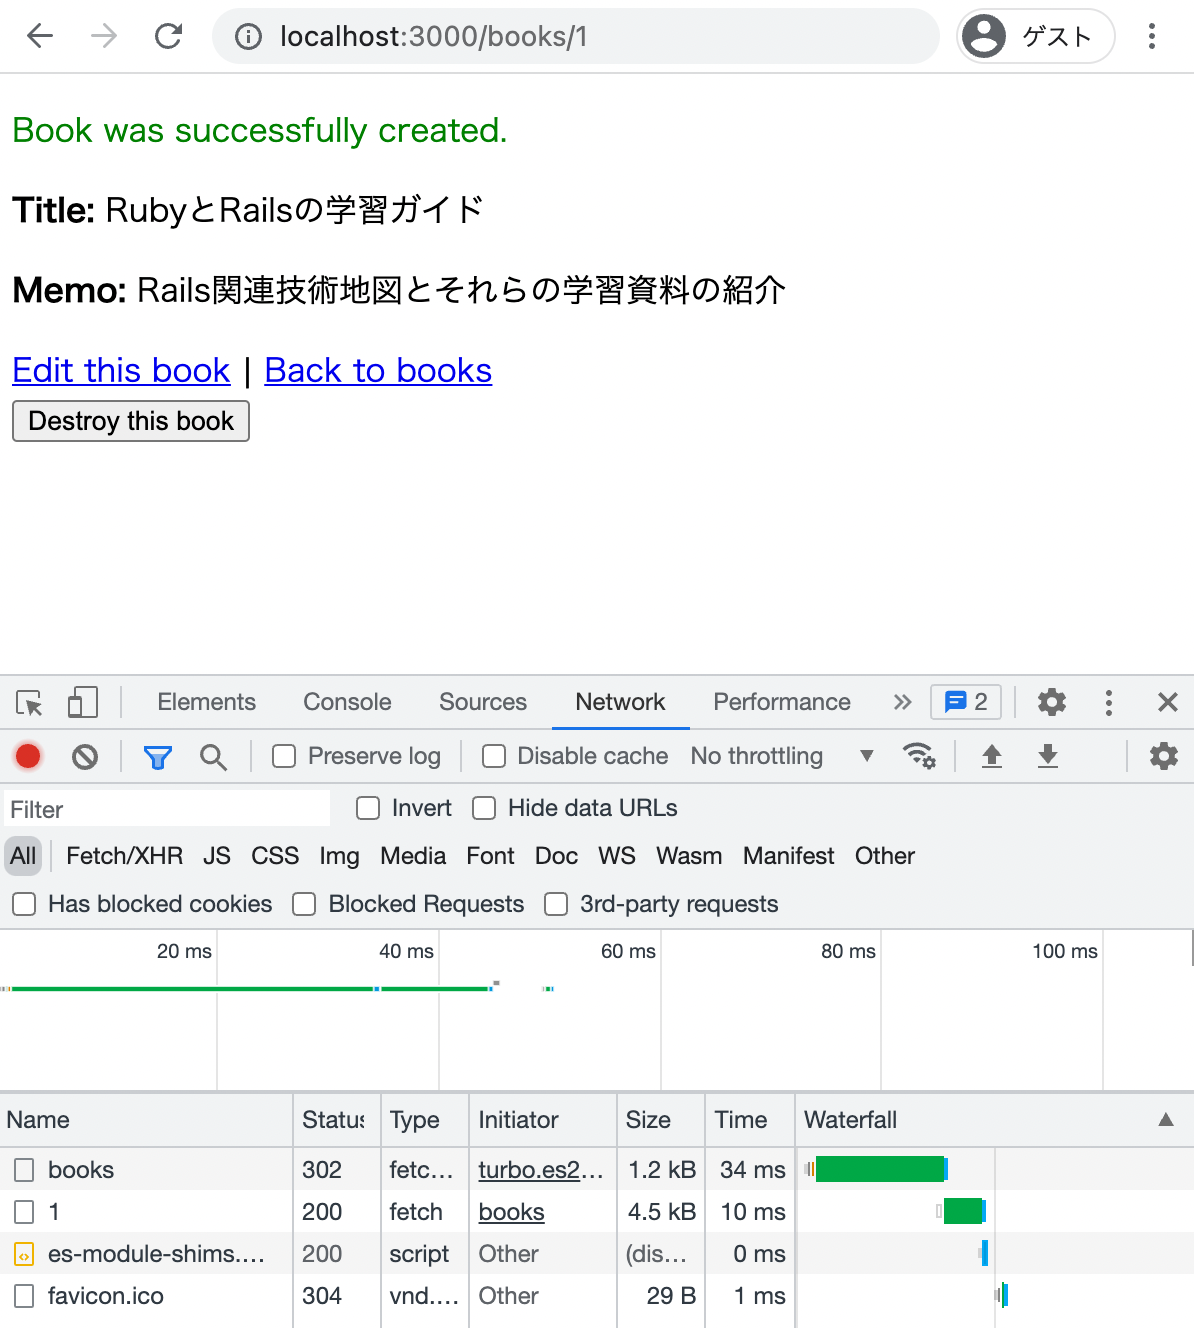 localhost:3000/books/1 ゲスト
Book was successfully created.
Title: RubyとRailsの学習ガイド
Memo: Rails関連技術地図とそれらの学習資料の紹介
Edit this book | Back to books
Destroy this book
Elements Console Sources Network Performance 2
Preserve log Disable cache No throttling
Filter Invert Hide data URLs
All Fetch/XHR JS CSS Img Media Font Doc WS Wasm Manifest Other
Has blocked cookies Blocked Requests 3rd-party requests
20 ms 40 ms 60 ms 80 ms 100 ms
Name Status Type Initiator Size Time Waterfall
books 302 fetc... turbo.es2... 1.2 kB 34 ms
1 200 fetch books 4.5 kB 10 ms
es-module-shims.... 200 script Other (dis... 0 ms
favicon.ico 304 vnd.... Other 29 B 1 ms